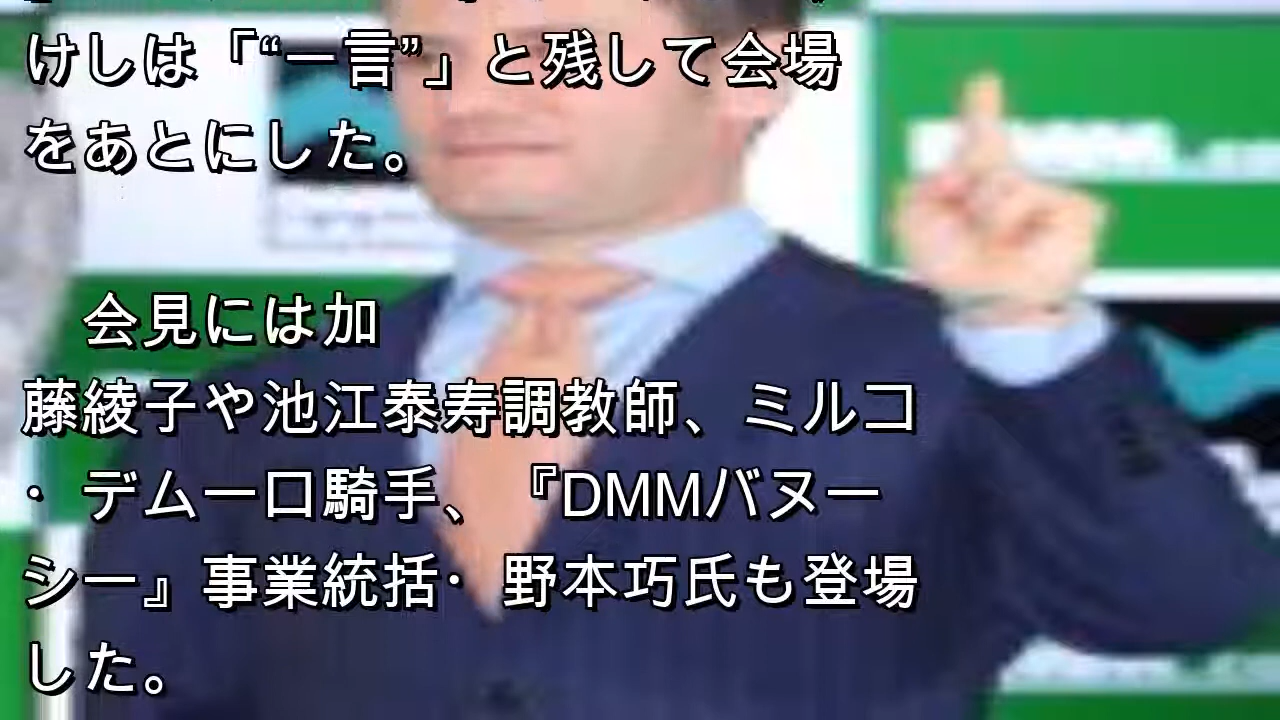 けしは「“一言”」と残して会場
をあとにした。
会見には加
藤綾子や池江泰寿調教師、ミルコ
・デムーロ騎手、『DMMバヌー
シー』事業統括・野本巧氏も登場
した。